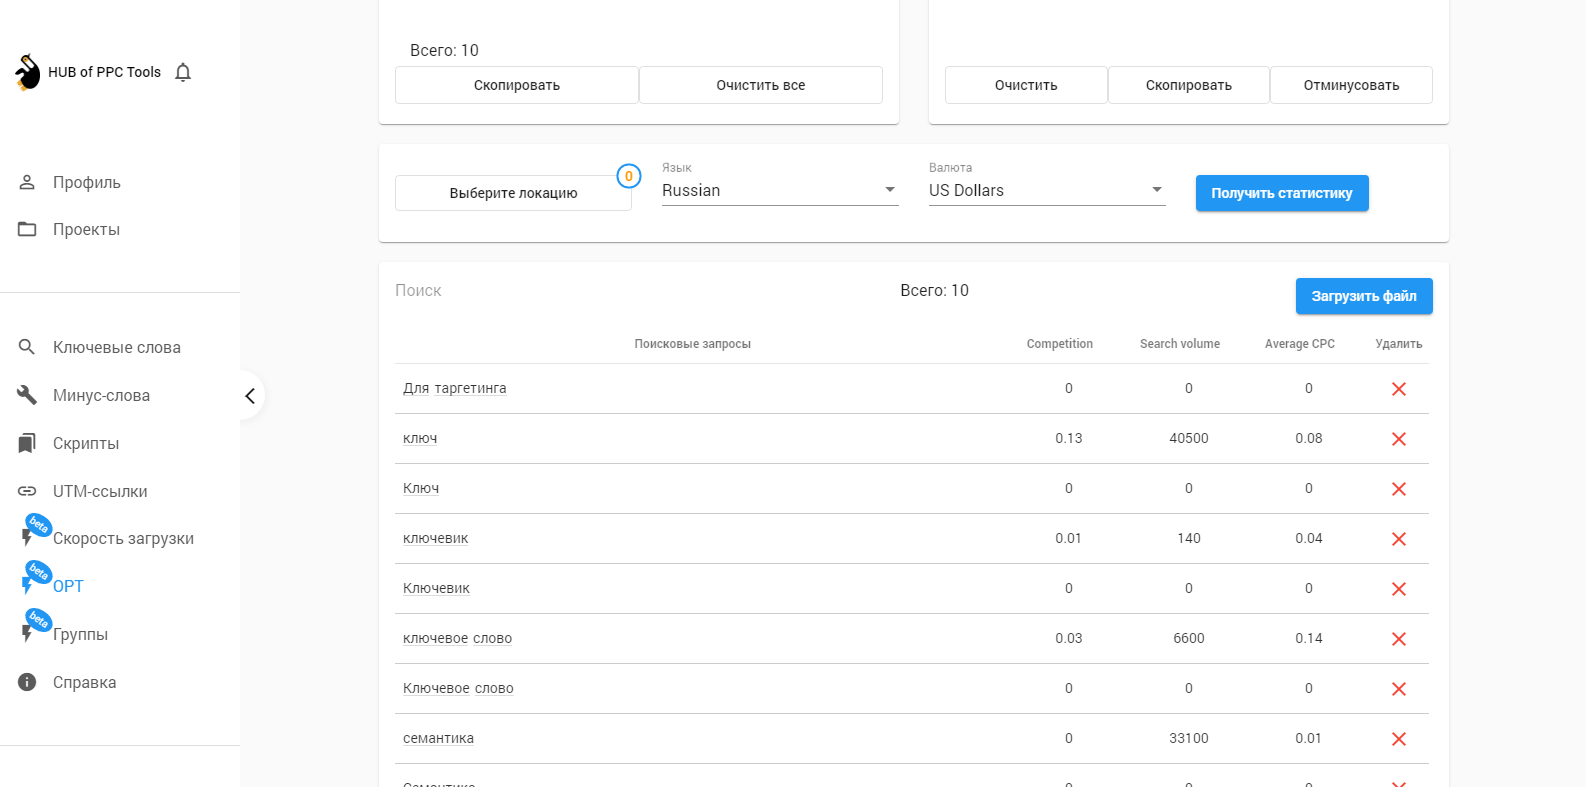 HUB of PPC Tools
Профиль
Проекты
Ключевые слова
Минус-слова
Скрипты
UTM-ссылки
beta
Скорость загрузки
beta
OPT
beta
Группы
Справка
Всего: 10
Скопировать
Очистить все
Очистить
Скопировать
Отминусовать
Выберите локацию
0
Язык
Russian
Валюта
US Dollars
Получить статистику
Поиск
Всего: 10
Загрузить файл
Поисковые запросы Competition Search volume Average CPC Удалить
Для таргетинга 0 0 0
ключ 0.13 40500 0.08
Ключ 0 0 0
ключевик 0.01 140 0.04
Ключевик 0 0 0
ключевое слово 0.03 6600 0.14
Ключевое слово 0 0 0
семантика 0 33100 0.01
Семантика 0 0 0